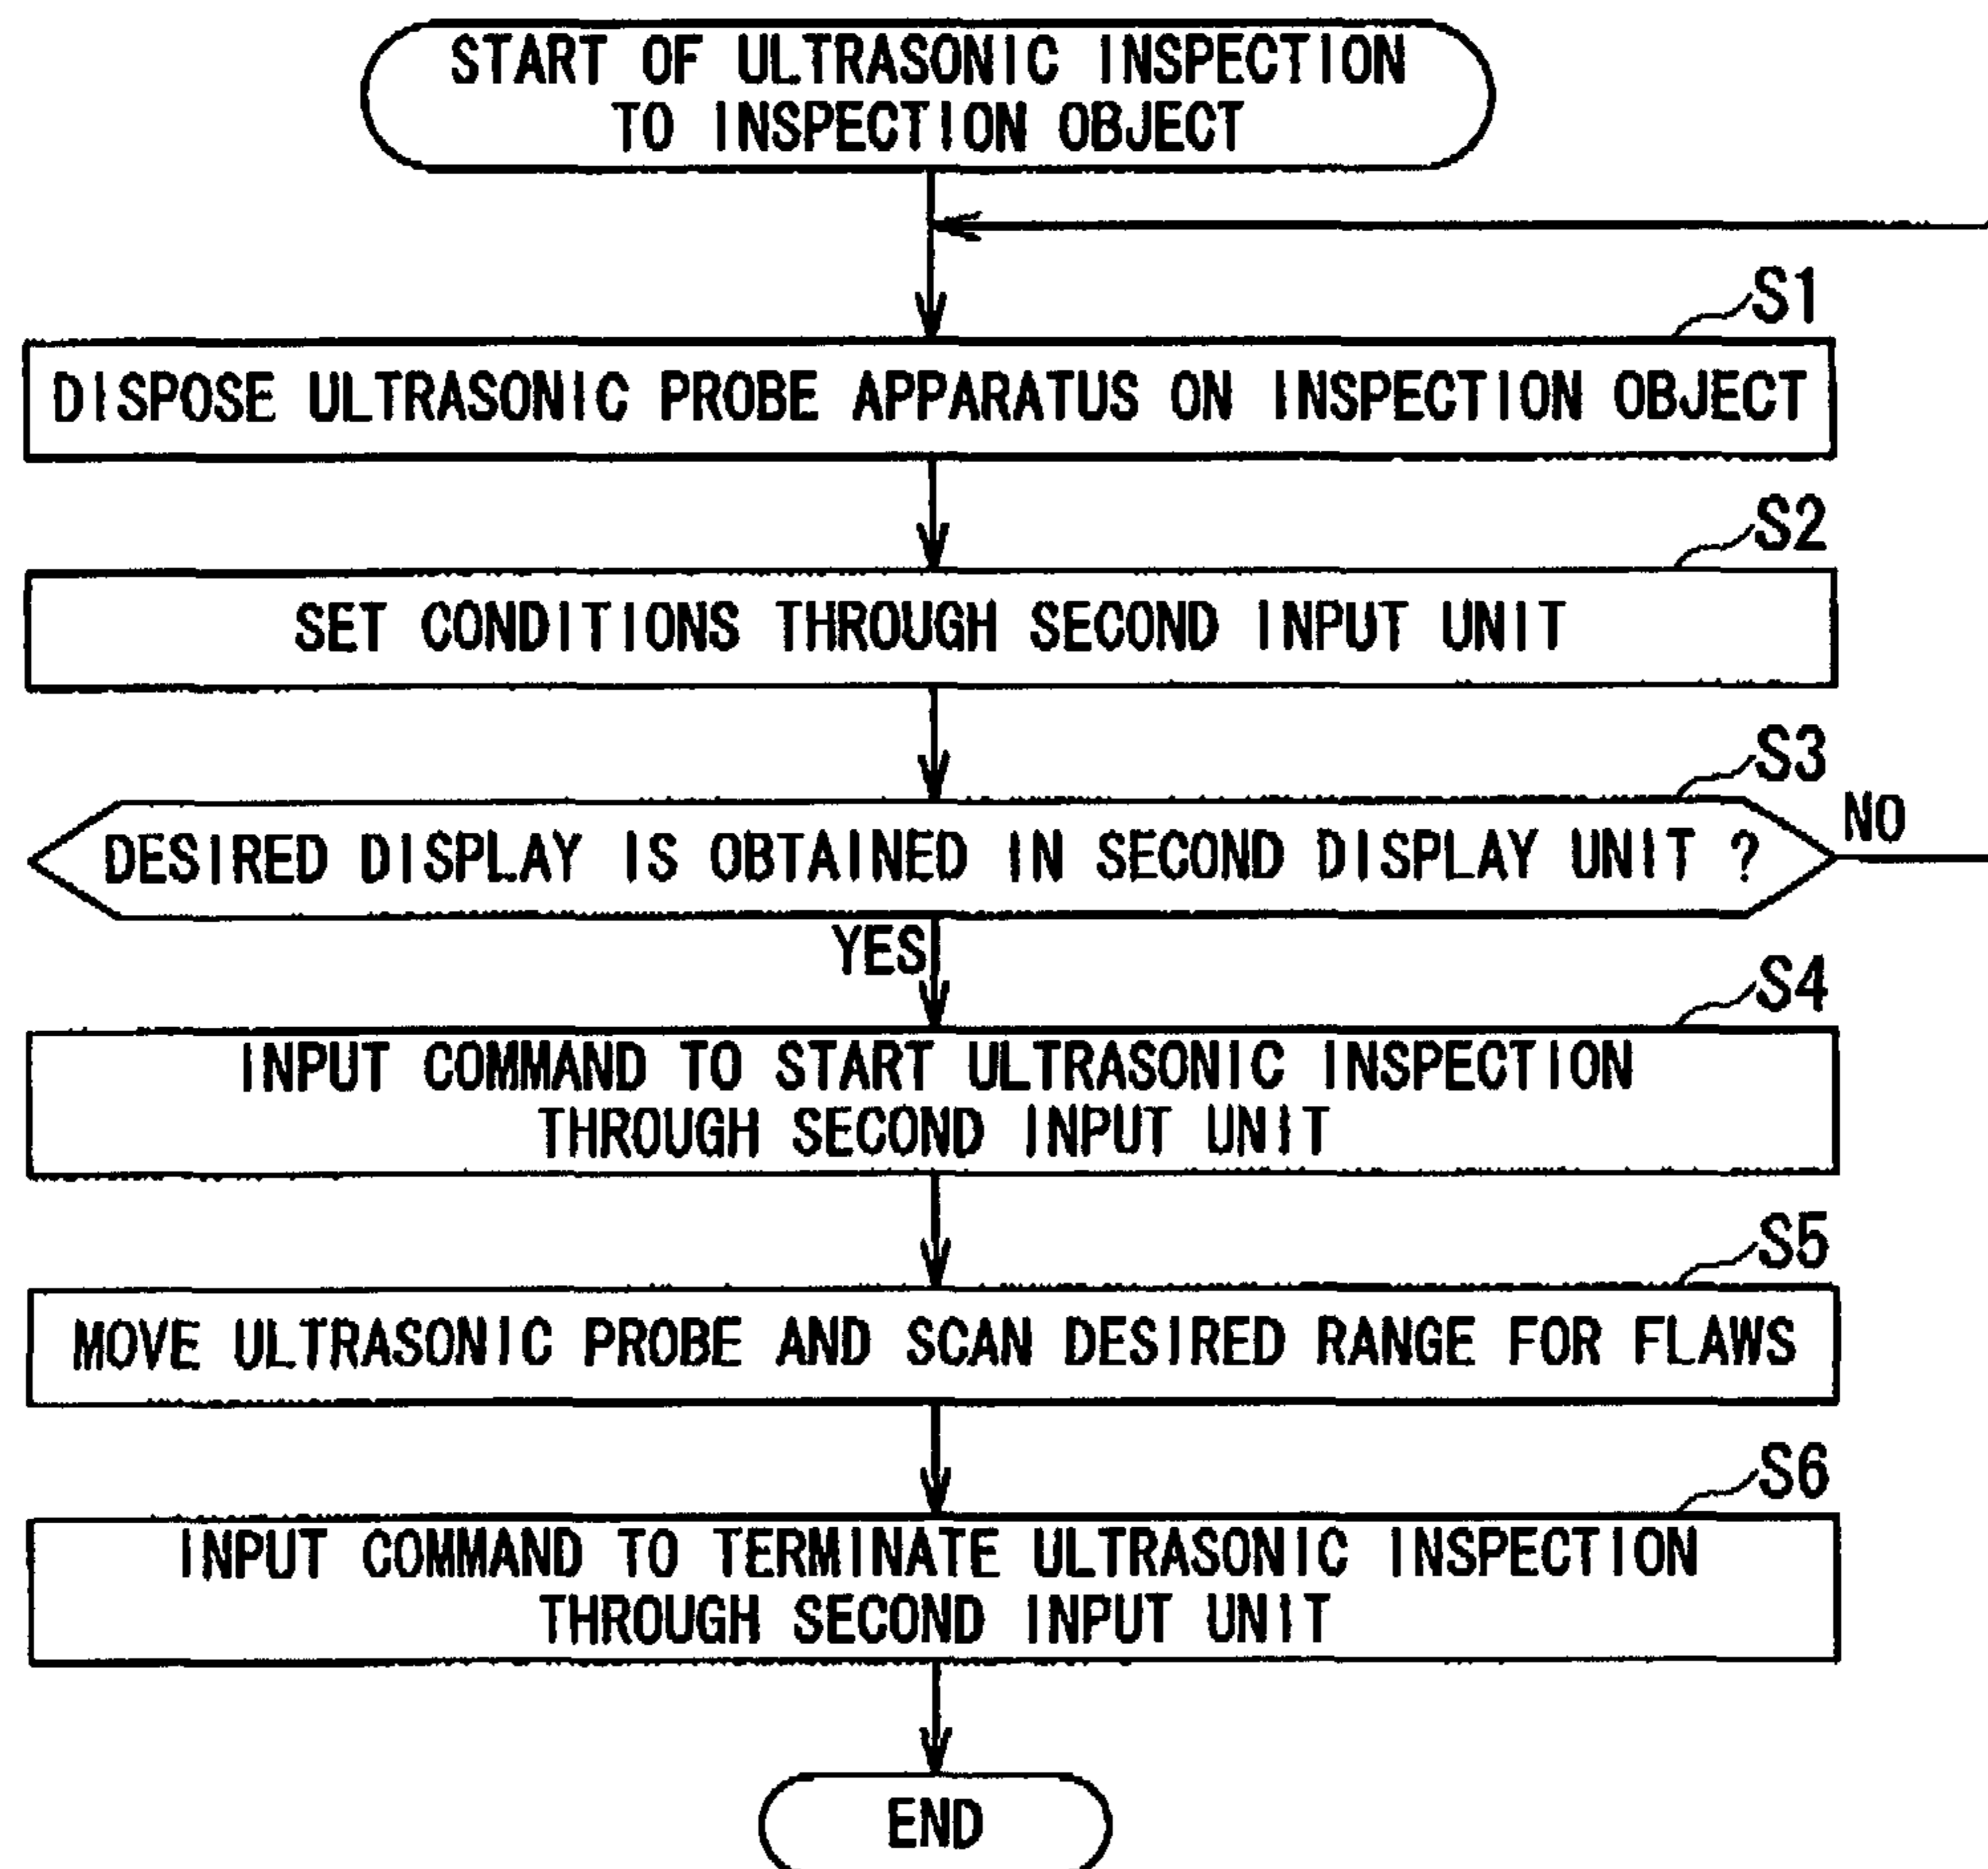 START OF ULTRASONIC INSPECTION
TO INSPECTION OBJECT
S1
DISPOSE ULTRASONIC PROBE APPARATUS ON INSPECTION OBJECT
S2
SET CONDITIONS THROUGH SECOND INPUT UNIT
S3
DESIRED DISPLAY IS OBTAINED IN SECOND DISPLAY UNIT ?
NO
YES
S4
INPUT COMMAND TO START ULTRASONIC INSPECTION
THROUGH SECOND INPUT UNIT
S5
MOVE ULTRASONIC PROBE AND SCAN DESIRED RANGE FOR FLAWS
S6
INPUT COMMAND TO TERMINATE ULTRASONIC INSPECTION
THROUGH SECOND INPUT UNIT
END